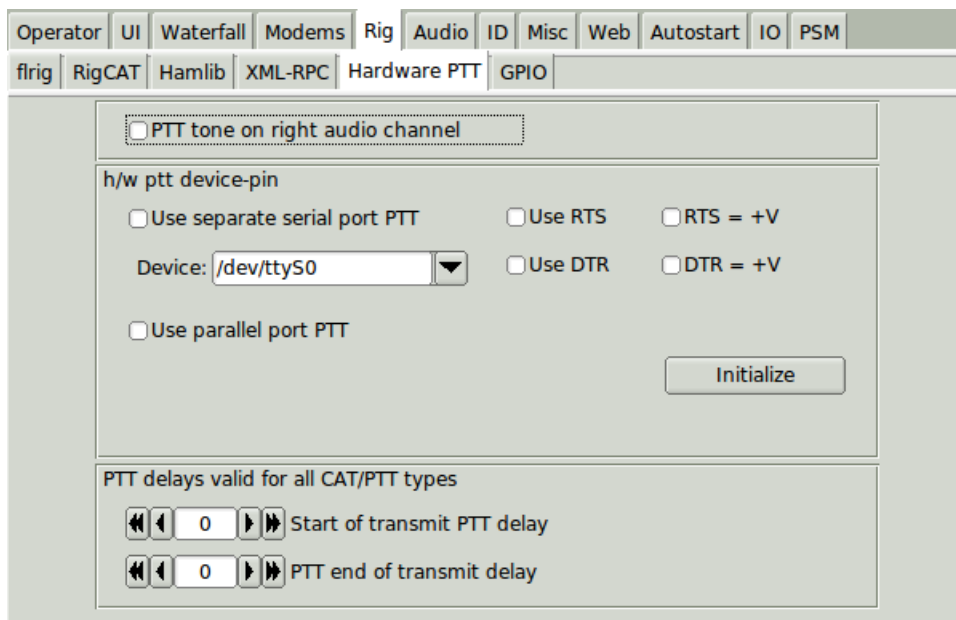 Operator UI Waterfall Modems Rig Audio ID Misc Web Autostart IO PSM
flrig RigCAT Hamlib XML-RPC Hardware PTT GPIO
PTT tone on right audio channel
h/w ptt device-pin
Use separate serial port PTT Use RTS RTS = +V
Device: /dev/ttyS0 Use DTR DTR = +V
Use parallel port PTT
Initialize
PTT delays valid for all CAT/PTT types
0 Start of transmit PTT delay
0 PTT end of transmit delay